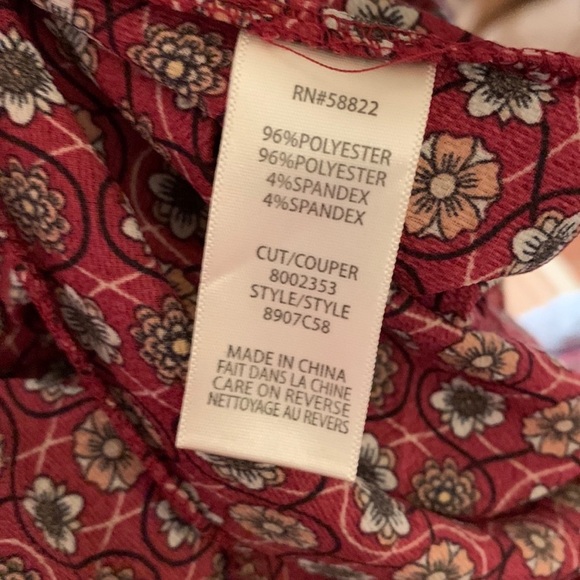 RN#58822
96%POLYESTER
96%POLYESTER
4%SPANDEX
4%SPANDEX
CUT/COUPER
8002353
STYLE/STYLE
8907C58
MADE IN CHINA
FAIT DANS LA CHINE
CARE ON REVERSE
NETTOYAGE AU REVERS